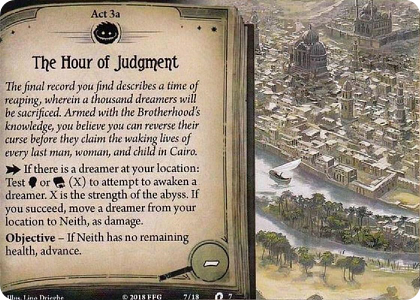 Act 3a
The Hour of Judgment
The final record you find describes a time of
reaping, wherein a thousand dreamers will
be sacrificed. Armed with the Brotherhood's
knowledge, you believe you can reverse their
curse before they claim the waking lives of
every last man, woman, and child in Cairo.
If there is a dreamer at your location:
Test or (X) to attempt to awaken a
dreamer. X is the strength of the abyss. If
you succeed, move a dreamer from your
location to Neith, as damage.
Objective – If Neith has no remaining
health, advance.
–
Illus. Lino Drieghe
© 2018 FFG
7/18
7